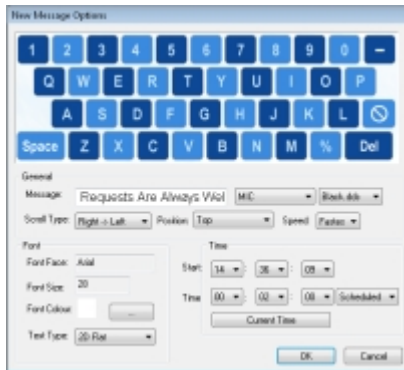 New Message Options
1 2 3 4 5 6 7 8 9 0 -
Q W E R T Y U I O P
A S D F G H J K L
Space Z X C V B N M % Del
General
Message: Requests Are Always Wel MIC Black.ddb
Scroll Type: Right -> Left Position: Top Speed: Fastest
Font
Font Face: Arial
Font Size: 20
Font Colour: ...
Text Type: 2D Flat
Time
Start: 14 : 36 : 09
Time 00 : 02 : 00 Scheduled
Current Time
OK Cancel